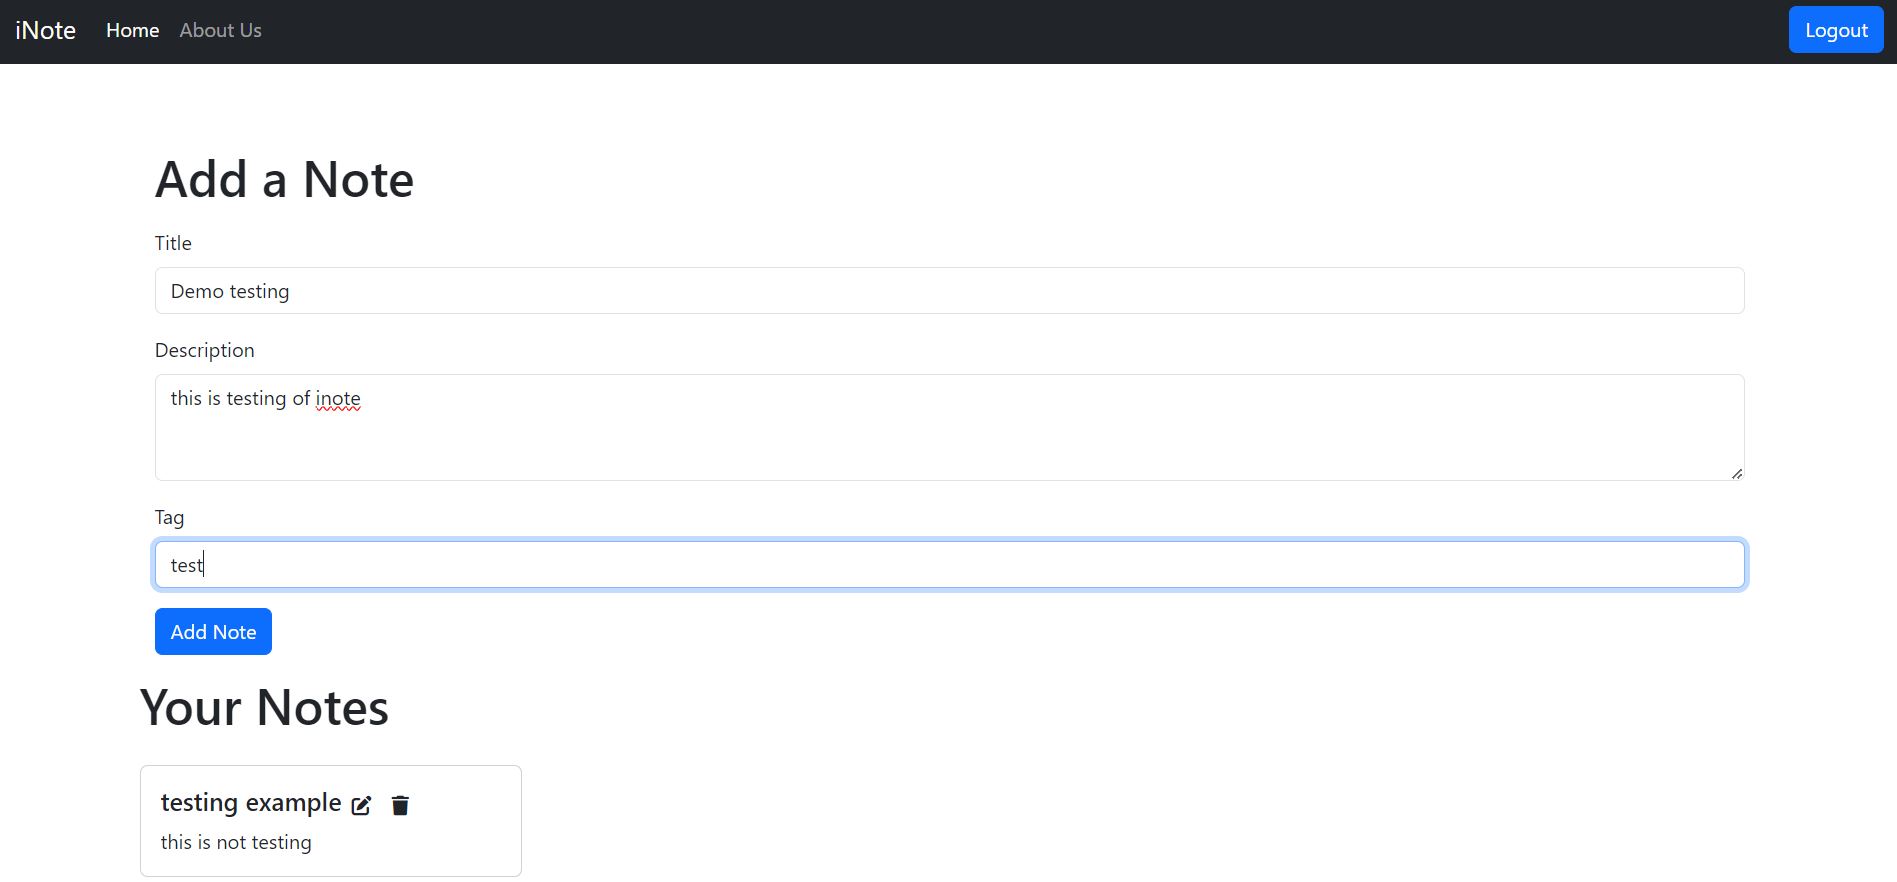 iNote Home About Us Logout
Add a Note
Title
Demo testing
Description
this is testing of inote
Tag
test
Add Note
Your Notes
testing example
this is not testing